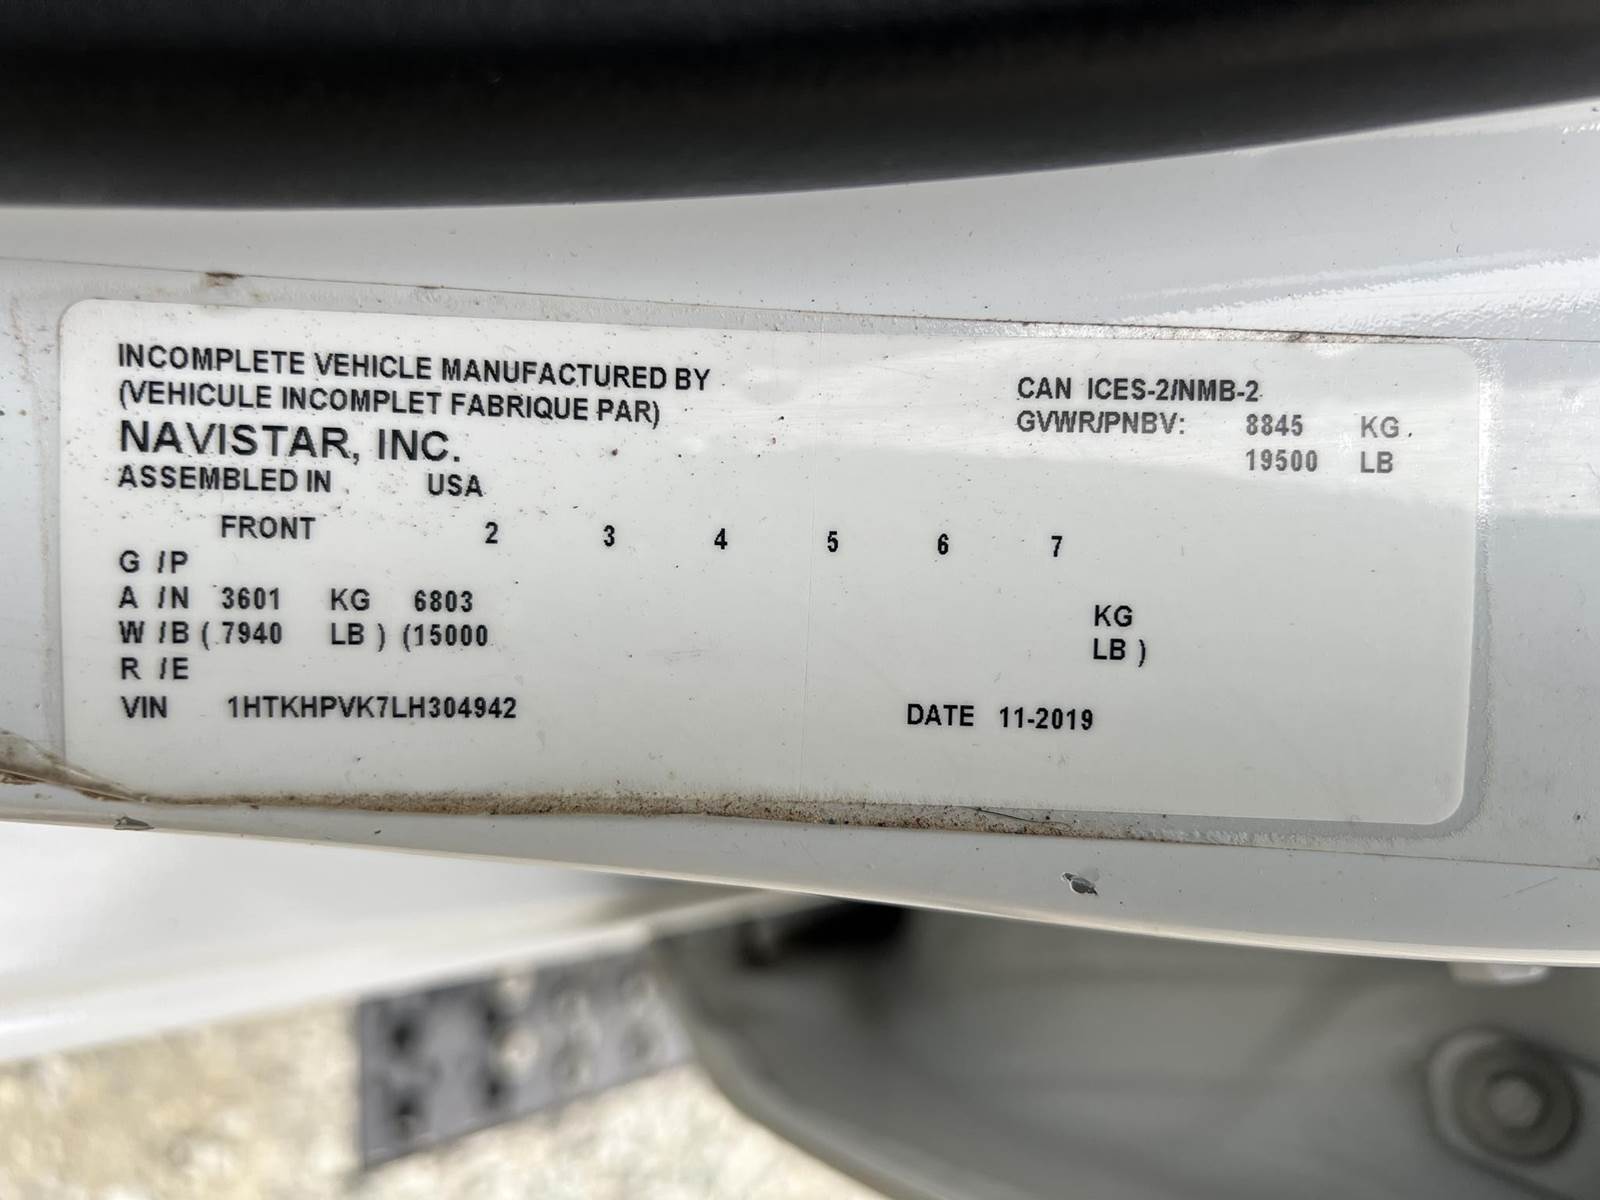 INCOMPLETE VEHICLE MANUFACTURED BY
(VEHICULE INCOMPLET FABRIQUE PAR)
NAVISTAR, INC.
ASSEMBLED IN USA
CAN ICES-2/NMB-2
GVWR/PNBV: 8845 KG
19500 LB
FRONT 2 3 4 5 6 7
G /P
A /N 3601 KG 6803 KG
W /B ( 7940 LB ) (15000 LB )
R /E
VIN 1HTKHPVK7LH304942 DATE 11-2019